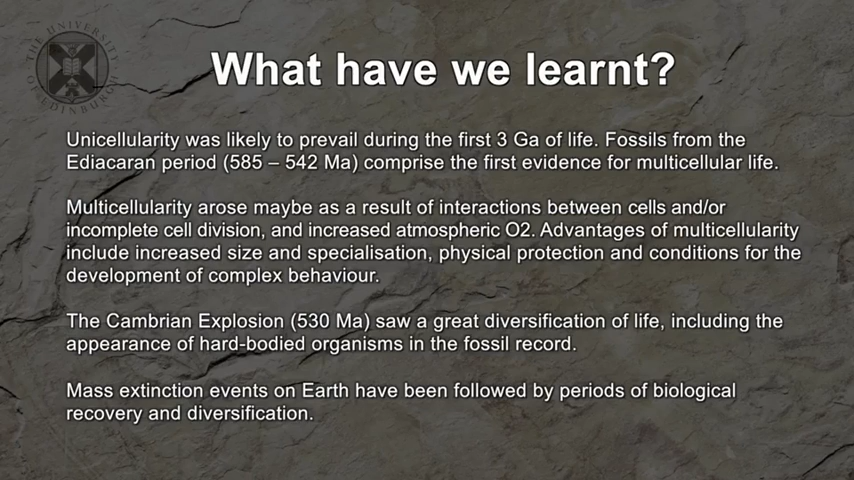 THE UNIVERSITY OF EDINBURGH
What have we learnt?
Unicellularity was likely to prevail during the first 3 Ga of life. Fossils from the
Ediacaran period (585 – 542 Ma) comprise the first evidence for multicellular life.
Multicellularity arose maybe as a result of interactions between cells and/or
incomplete cell division, and increased atmospheric O2. Advantages of multicellularity
include increased size and specialisation, physical protection and conditions for the
development of complex behaviour.
The Cambrian Explosion (530 Ma) saw a great diversification of life, including the
appearance of hard-bodied organisms in the fossil record.
Mass extinction events on Earth have been followed by periods of biological
recovery and diversification.